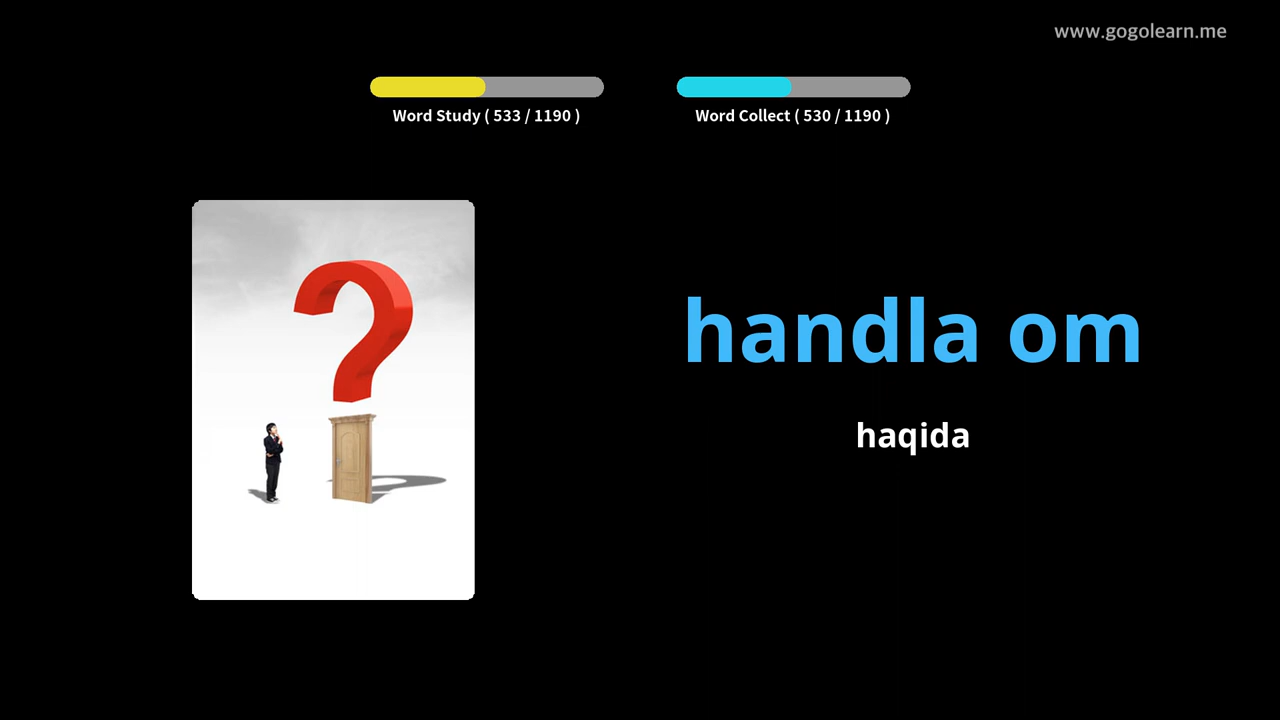 www.gogolearn.me
Word Study ( 533 / 1190 )
Word Collect ( 530 / 1190 )
handla om
haqida